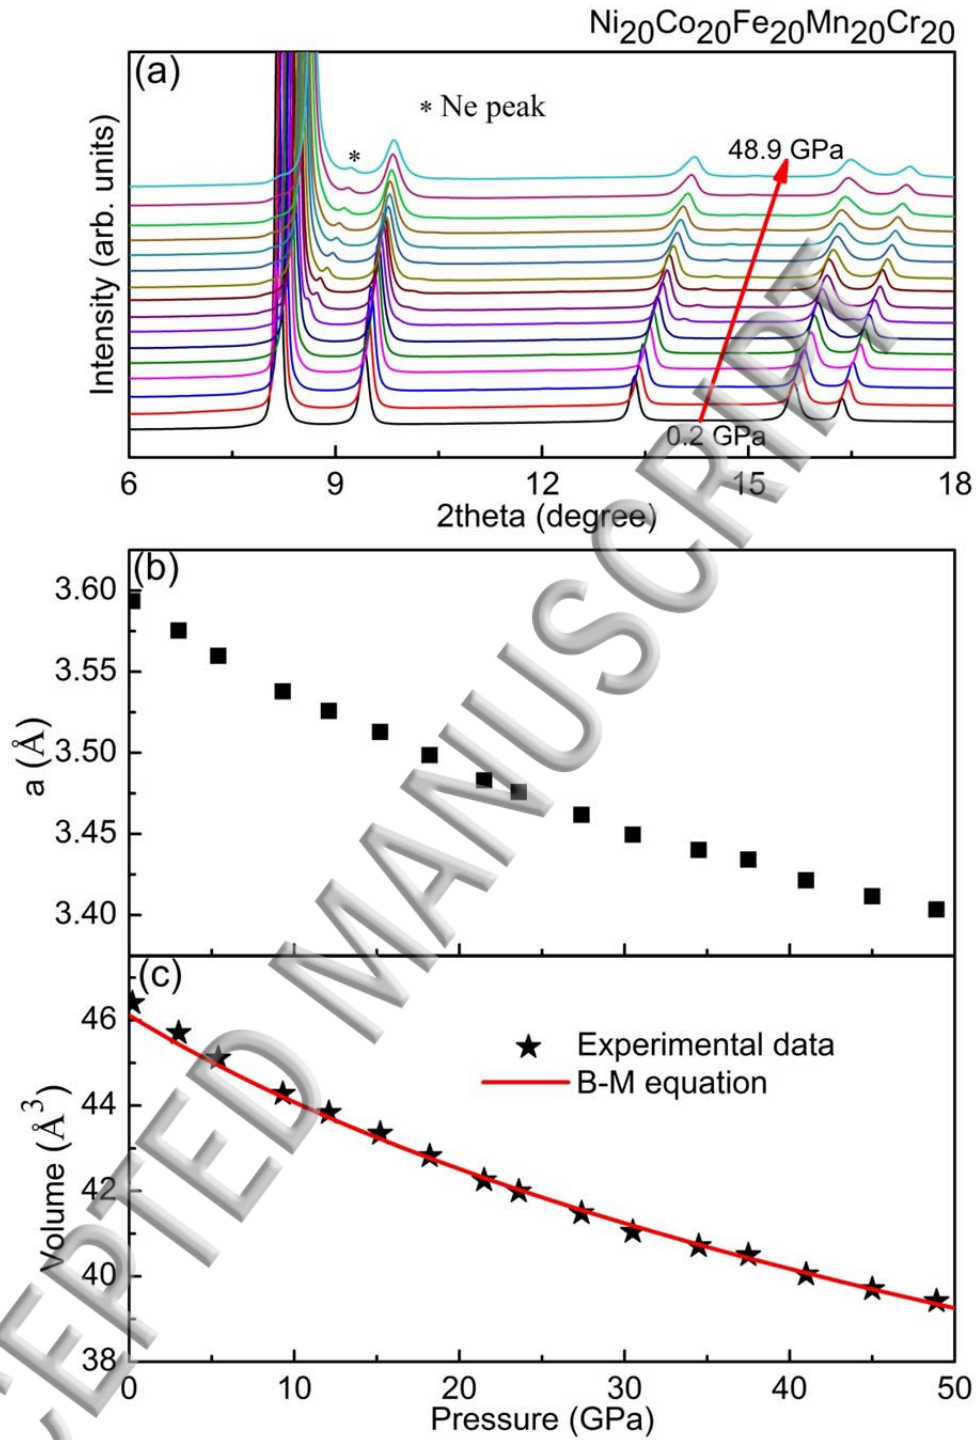 Ni20Co20Fe20Mn20Cr20
(a)
* Ne peak
*
48.9 GPa
0.2 GPa
Intensity (arb. units)
6 9 12 15 18
2theta (degree)
(b)
3.60
3.55
3.50
3.45
3.40
a (Å)
(c)
46
44
42
40
38
Experimental data
B-M equation
Volume (Å3)
0 10 20 30 40 50
Pressure (GPa)
CEPTED MANUSCRIPT